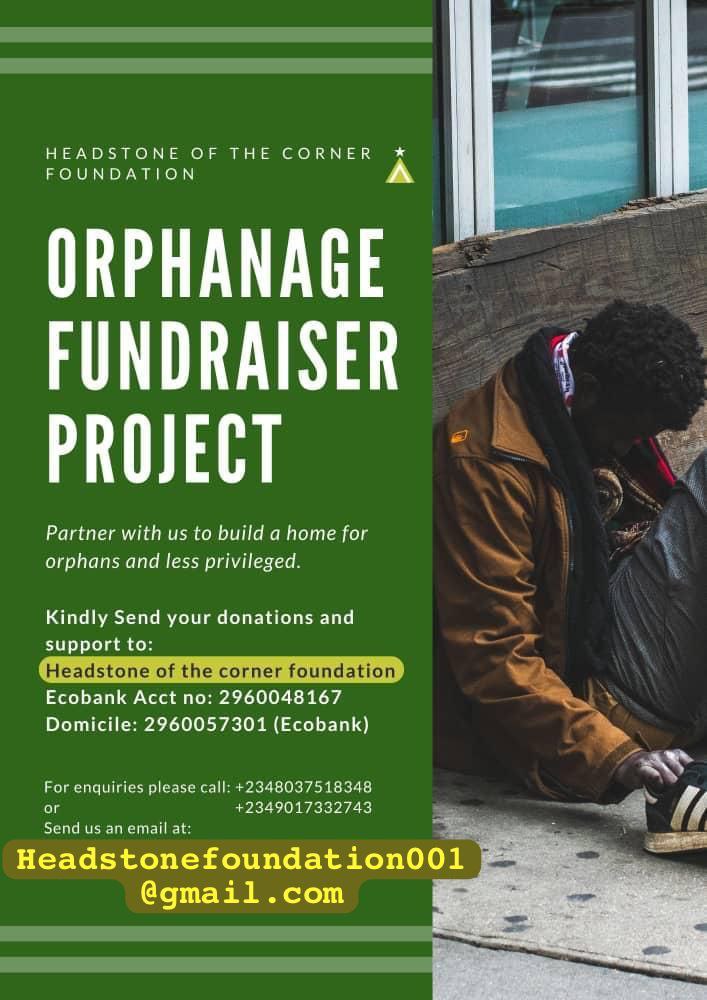 HEADSTONE OF THE CORNER
FOUNDATION
ORPHANAGE
FUNDRAISER
PROJECT
Partner with us to build a home for
orphans and less privileged.
Kindly Send your donations and
support to:
Headstone of the corner foundation
Ecobank Acct no: 2960048167
Domicile: 2960057301 (Ecobank)
For enquiries please call: +2348037518348
or +2349017332743
Send us an email at:
Headstonefoundation001
@gmail.com